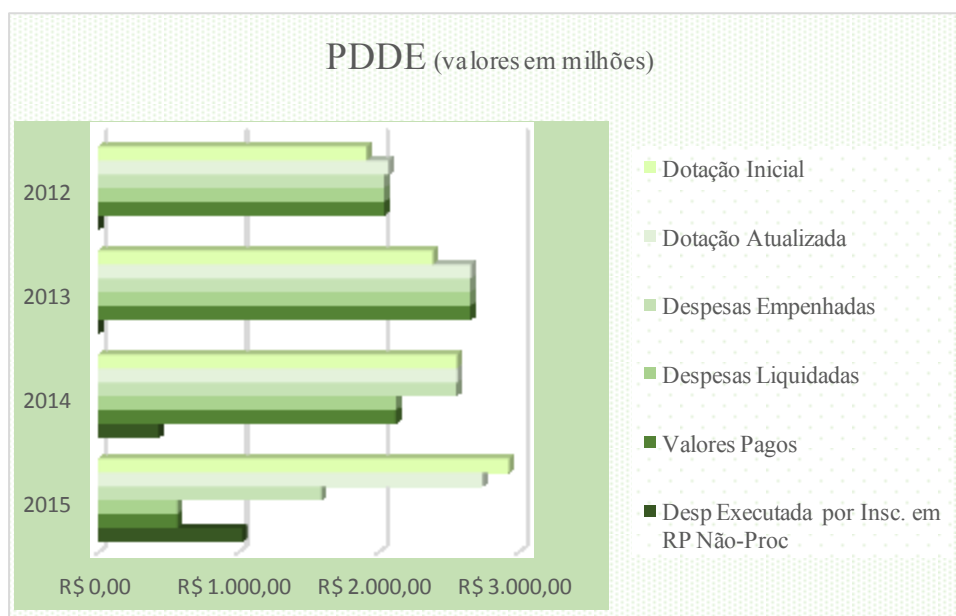 PDDE (valores em milhões)
2012
2013
2014
2015
R$ 0,00
R$ 1.000,00
R$ 2.000,00
R$ 3.000,00
Dotação Inicial
Dotação Atualizada
Despesas Empenhadas
Despesas Liquidadas
Valores Pagos
Desp Executada por Insc. em
RP Não-Proc